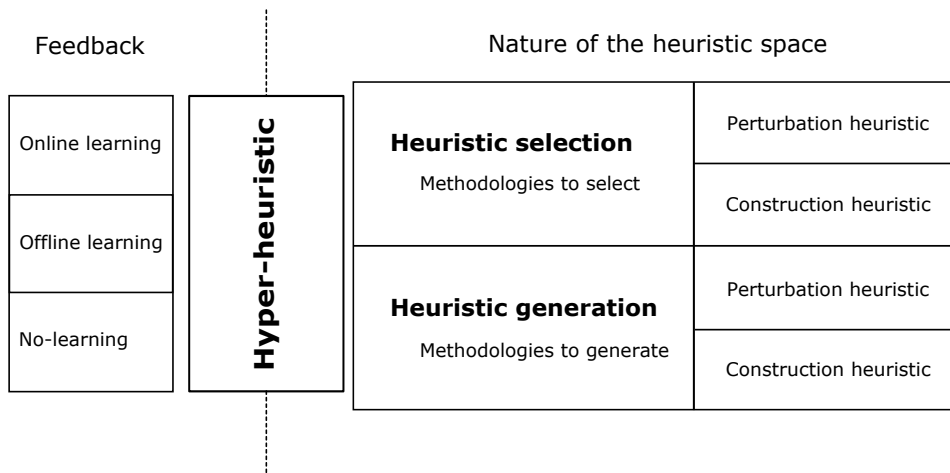 Feedback
Online learning
Offline learning
No-learning
Hyper-heuristic
Nature of the heuristic space
Heuristic selection
Methodologies to select
Perturbation heuristic
Construction heuristic
Heuristic generation
Methodologies to generate
Perturbation heuristic
Construction heuristic